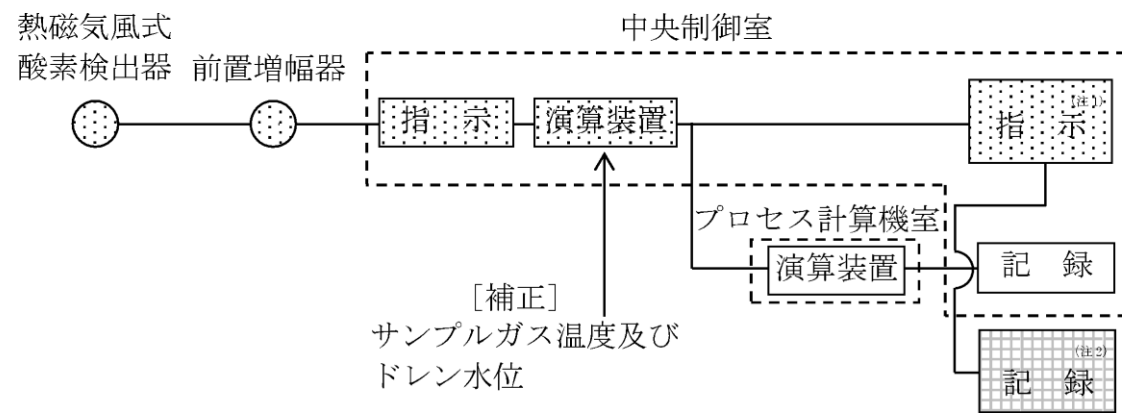 熱磁気風式
酸素検出器
前置増幅器
中央制御室
指 示
演算装置
指 示(注1)
プロセス計算機室
演算装置
記 録
[補正]
サンプルガス温度及び
ドレン水位
記 録(注2)